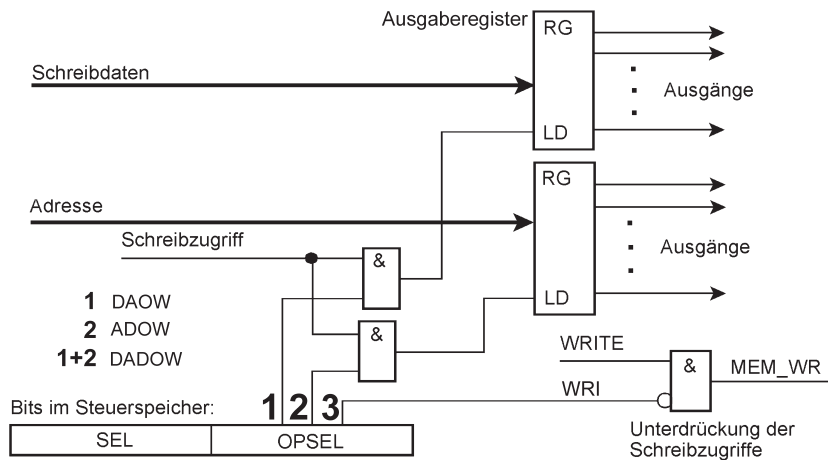 Ausgaberegister
RG
Schreibdaten
Ausgänge
LD
RG
Adresse
Schreibzugriff
Ausgänge
&
LD
1 DAOW
2 ADOW
1+2 DADOW
&
WRITE
&
MEM_WR
WRI
Bits im Steuerspeicher:
1 2 3
SEL
OPSEL
Unterdrückung der
Schreibzugriffe